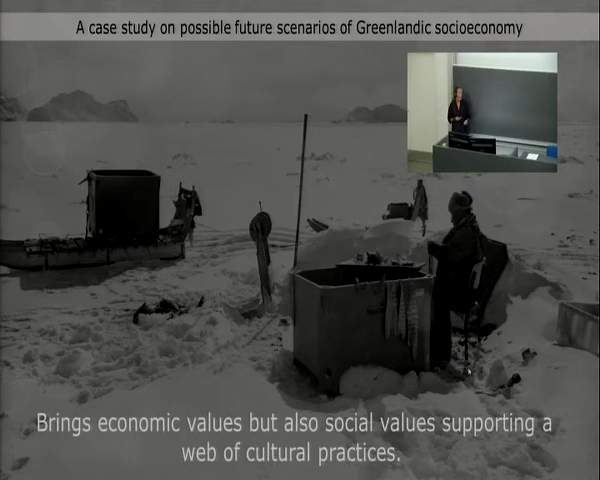 A case study on possible future scenarios of Greenlandic socioeconomy
Brings economic values but also social values supporting a
web of cultural practices.